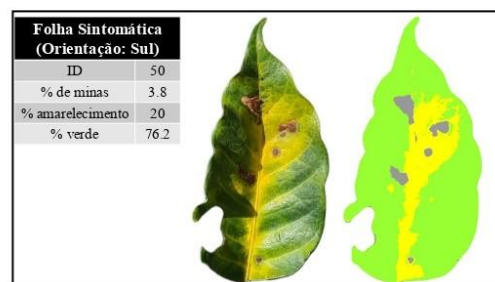 Folha Sintomática
(Orientação: Sul)
ID 50
% de minas 3.8
% amarelecimento 20
% verde 76.2